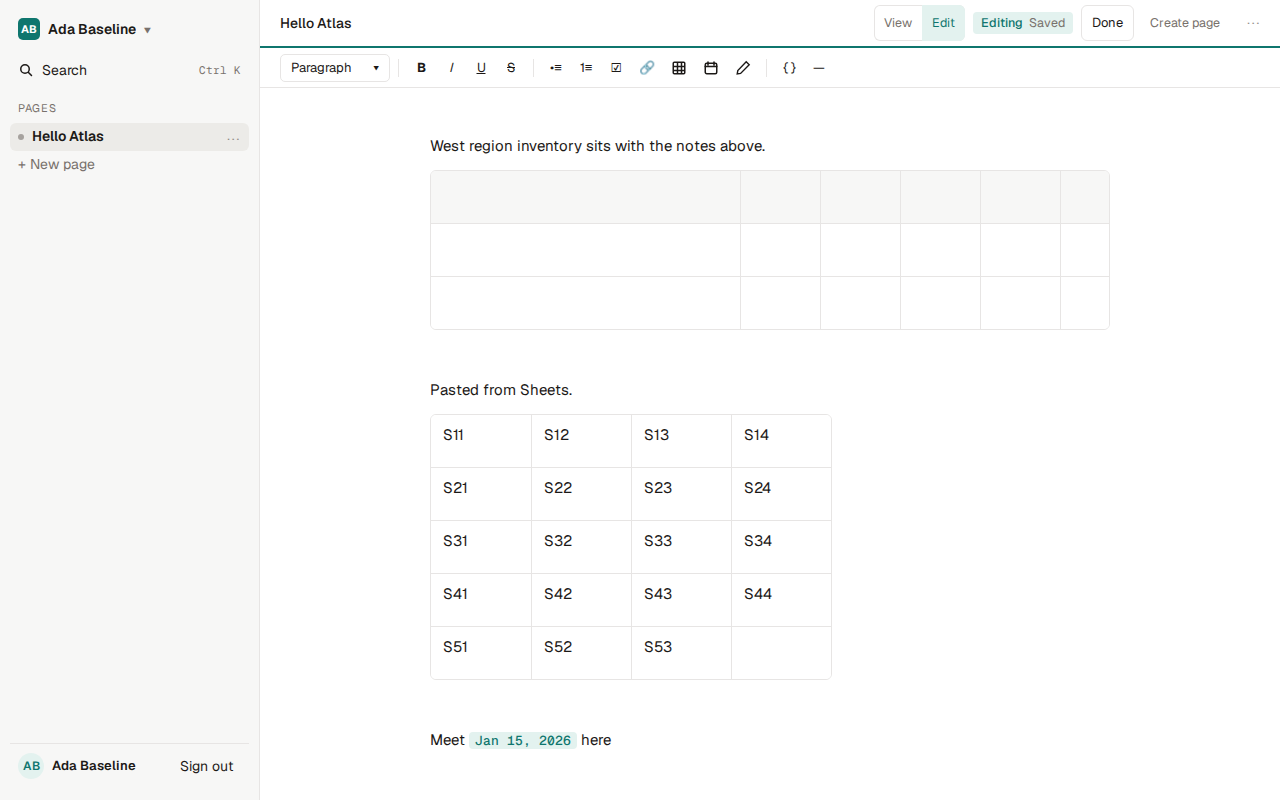 AB Ada Baseline ▾
Search Ctrl K
PAGES
Hello Atlas ...
+ New page
AB Ada Baseline Sign out
Hello Atlas View Edit Editing Saved Done Create page ...
Paragraph ▾ B I U S •≡ 1≡ ☑ 🔗 { } —
West region inventory sits with the notes above.
Pasted from Sheets.
S11 S12 S13 S14
S21 S22 S23 S24
S31 S32 S33 S34
S41 S42 S43 S44
S51 S52 S53
Meet Jan 15, 2026 here